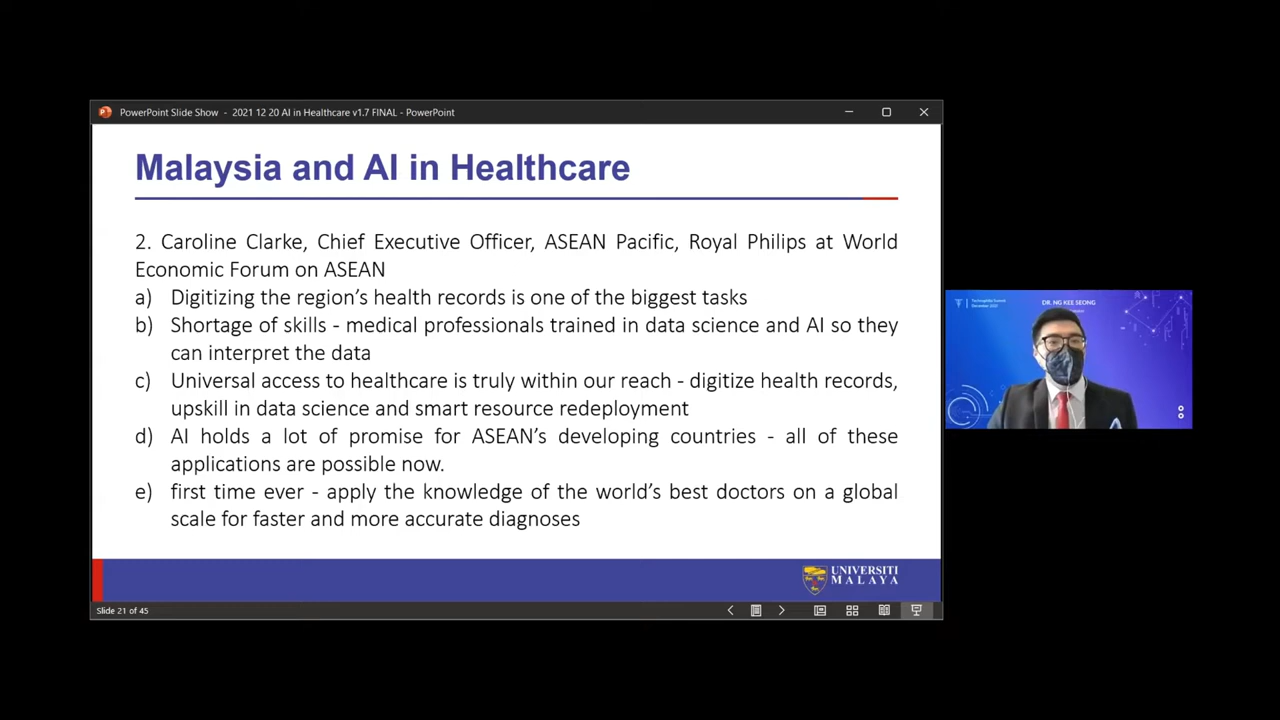 PowerPoint Slide Show - 2021 12 20 AI in Healthcare v1.7 FINAL - PowerPoint
Malaysia and AI in Healthcare
2. Caroline Clarke, Chief Executive Officer, ASEAN Pacific, Royal Philips at World
Economic Forum on ASEAN
a) Digitizing the region's health records is one of the biggest tasks
b) Shortage of skills - medical professionals trained in data science and AI so they
can interpret the data
c) Universal access to healthcare is truly within our reach - digitize health records,
upskill in data science and smart resource redeployment
d) AI holds a lot of promise for ASEAN's developing countries - all of these
applications are possible now.
e) first time ever - apply the knowledge of the world's best doctors on a global
scale for faster and more accurate diagnoses
UNIVERSITI
MALAYA
Slide 21 of 45
DR. NG KEE SEONG